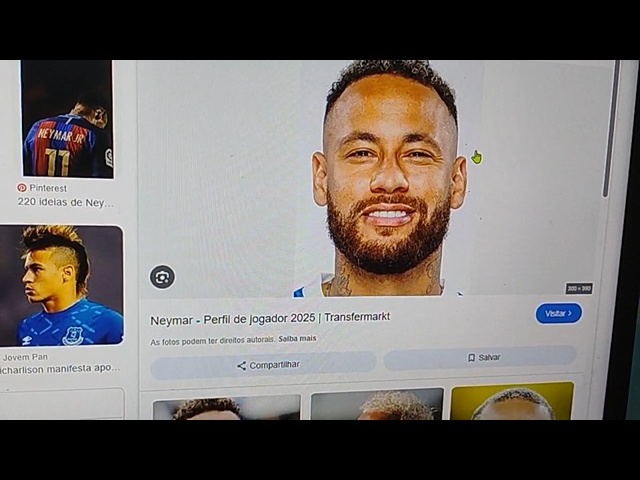 NEYMAR JR
11
Pinterest
220 ideias de Ney...
Jovem Pan
icharlison manifesta apo...
300 × 390
Neymar - Perfil de jogador 2025 | Transfermarkt
Visitar >
As fotos podem ter direitos autorais. Saiba mais
Compartilhar
Salvar